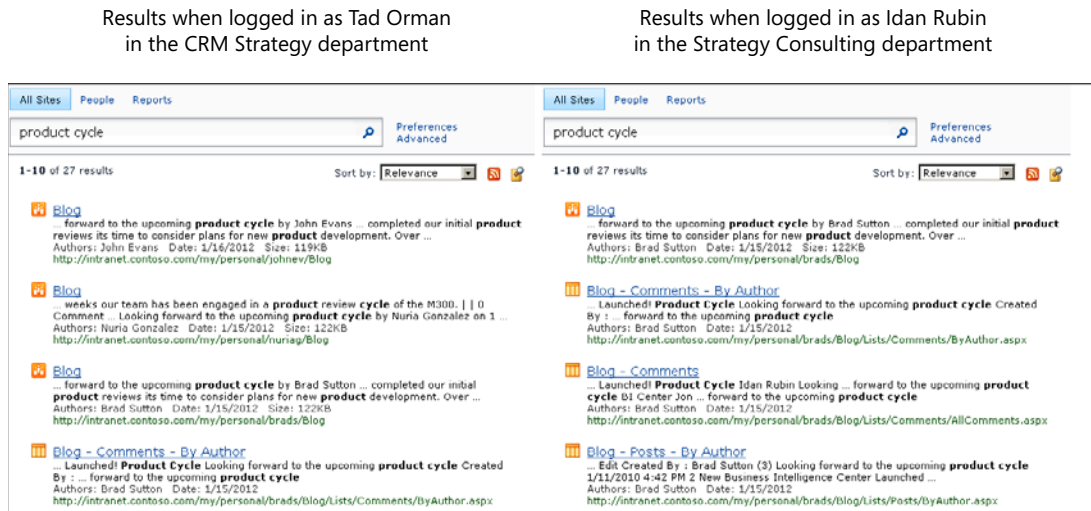 Results when logged in as Tad Orman
in the CRM Strategy department
All Sites People Reports
product cycle
Preferences
Advanced
1-10 of 27 results
Sort by: Relevance
Blog
... forward to the upcoming product cycle by John Evans ... completed our initial product
reviews its time to consider plans for new product development. Over ...
Authors: John Evans Date: 1/16/2012 Size: 119KB
http://intranet.contoso.com/my/personal/johnev/Blog
Blog
... weeks our team has been engaged in a product review cycle of the M300. | | 0
Comment ... Looking forward to the upcoming product cycle by Nuria Gonzalez on 1 ...
Authors: Nuria Gonzalez Date: 1/15/2012 Size: 122KB
http://intranet.contoso.com/my/personal/nuriag/Blog
Blog
... forward to the upcoming product cycle by Brad Sutton ... completed our initial
product reviews its time to consider plans for new product development. Over ...
Authors: Brad Sutton Date: 1/15/2012 Size: 122KB
http://intranet.contoso.com/my/personal/brads/Blog
Blog - Comments - By Author
... Launched! Product Cycle Looking forward to the upcoming product cycle Created
By : ... forward to the upcoming product cycle
Authors: Brad Sutton Date: 1/15/2012
http://intranet.contoso.com/my/personal/brads/Blog/Lists/Comments/ByAuthor.aspx
Results when logged in as Idan Rubin
in the Strategy Consulting department
All Sites People Reports
product cycle
Preferences
Advanced
1-10 of 27 results
Sort by: Relevance
Blog
... forward to the upcoming product cycle by Brad Sutton ... completed our initial product
reviews its time to consider plans for new product development. Over ...
Authors: Brad Sutton Date: 1/15/2012 Size: 122KB
http://intranet.contoso.com/my/personal/brads/Blog
Blog - Comments - By Author
... Launched! Product Cycle Looking forward to the upcoming product cycle Created
By : ... forward to the upcoming product cycle
Authors: Brad Sutton Date: 1/15/2012
http://intranet.contoso.com/my/personal/brads/Blog/Lists/Comments/ByAuthor.aspx
Blog - Comments
... Launched! Product Cycle Idan Rubin Looking ... forward to the upcoming product
cycle BI Center Jon ... forward to the upcoming product cycle
Authors: Brad Sutton Date: 1/15/2012
http://intranet.contoso.com/my/personal/brads/Blog/Lists/Comments/AllComments.aspx
Blog - Posts - By Author
... Edit Created By : Brad Sutton (3) Looking forward to the upcoming product cycle
1/11/2010 4:42 PM 2 New Business Intelligence Center Launched ...
Authors: Brad Sutton Date: 1/15/2012
http://intranet.contoso.com/my/personal/brads/Blog/Lists/Posts/ByAuthor.aspx